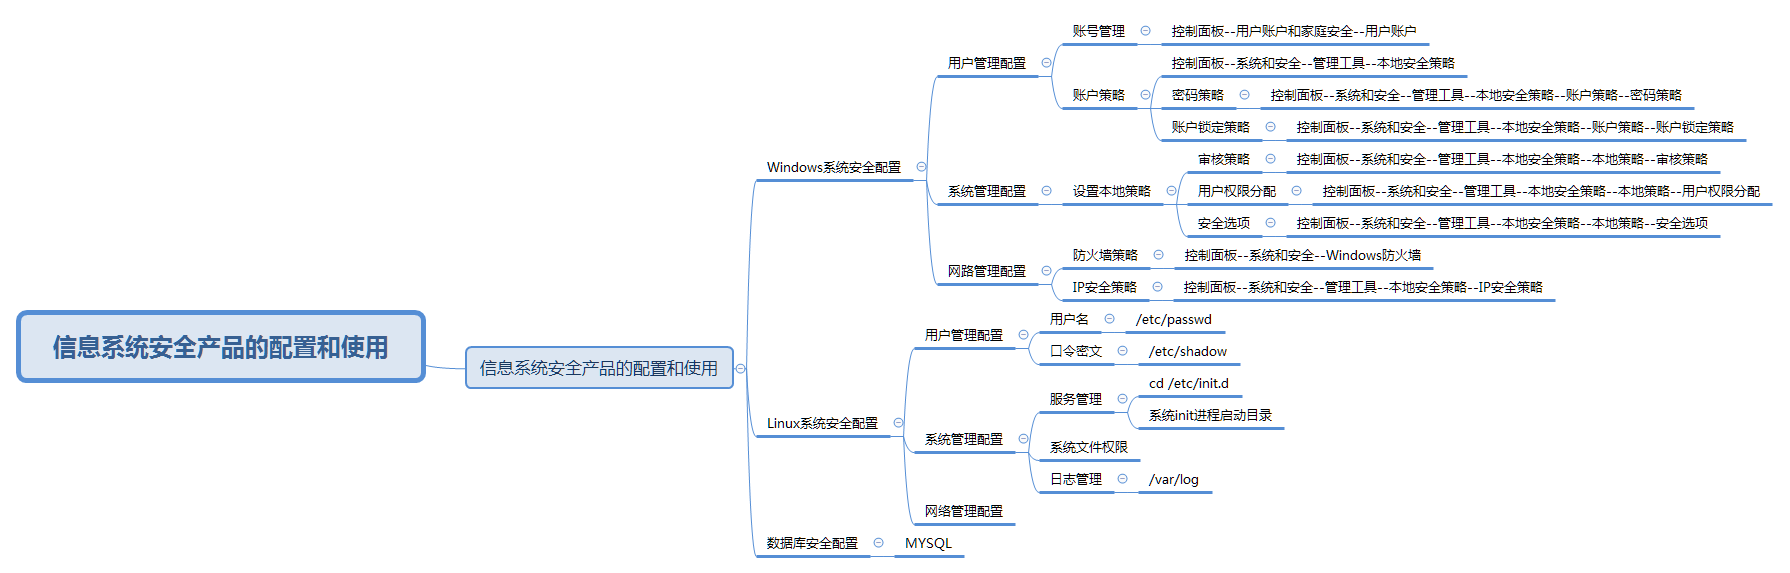 信息系统安全产品的配置和使用
信息系统安全产品的配置和使用
Windows系统安全配置
用户管理配置
账号管理
控制面板--用户账户和家庭安全--用户账户
账户策略
控制面板--系统和安全--管理工具--本地安全策略
密码策略
控制面板--系统和安全--管理工具--本地安全策略--账户策略--密码策略
账户锁定策略
控制面板--系统和安全--管理工具--本地安全策略--账户策略--账户锁定策略
系统管理配置
设置本地策略
审核策略
控制面板--系统和安全--管理工具--本地安全策略--本地策略--审核策略
用户权限分配
控制面板--系统和安全--管理工具--本地安全策略--本地策略--用户权限分配
安全选项
控制面板--系统和安全--管理工具--本地安全策略--本地策略--安全选项
网路管理配置
防火墙策略
控制面板--系统和安全--Windows防火墙
IP安全策略
控制面板--系统和安全--管理工具--本地安全策略--IP安全策略
Linux系统安全配置
用户管理配置
用户名
/etc/passwd
口令密文
/etc/shadow
系统管理配置
服务管理
cd /etc/init.d
系统init进程启动目录
系统文件权限
日志管理
/var/log
网络管理配置
数据库安全配置
MYSQL